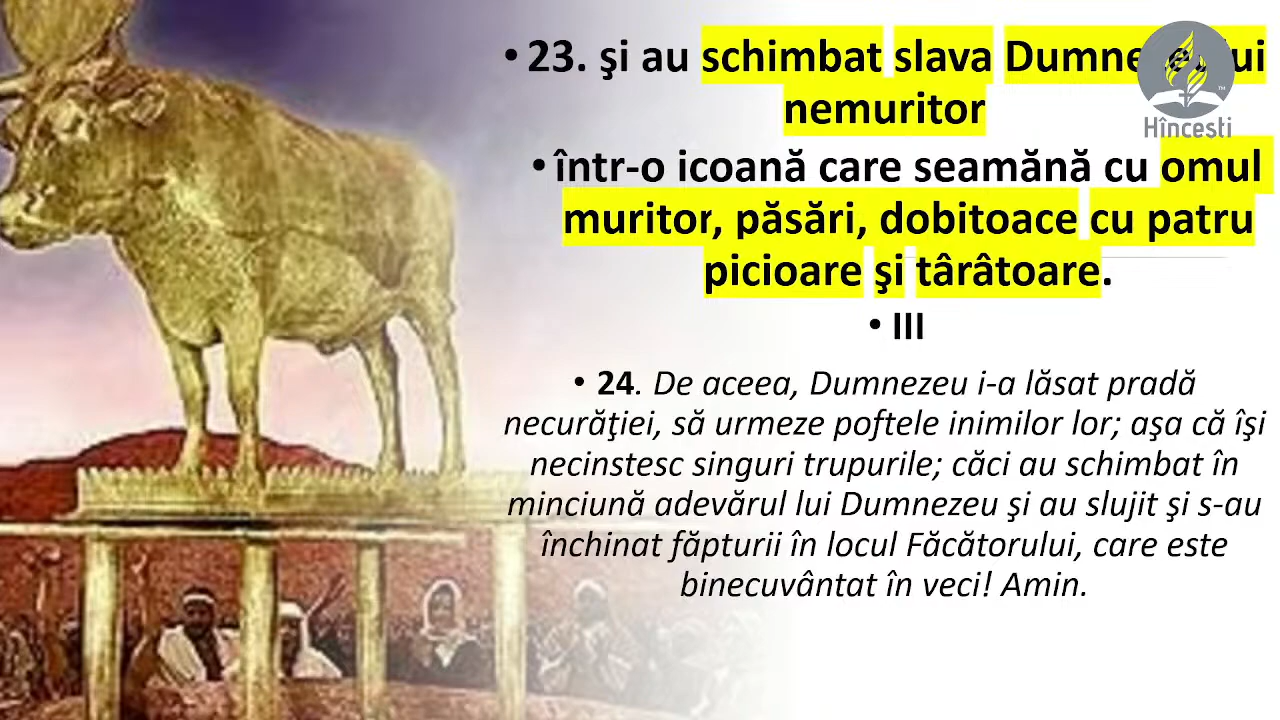 • 23. şi au schimbat slava Dumnezeului
nemuritor
• într-o icoană care seamănă cu omul
muritor, păsări, dobitoace cu patru
picioare şi târâtoare.
• III
• 24. De aceea, Dumnezeu i-a lăsat pradă
necurăţiei, să urmeze poftele inimilor lor; aşa că îşi
necinstesc singuri trupurile; căci au schimbat în
minciună adevărul lui Dumnezeu şi au slujit şi s-au
închinat făpturii în locul Făcătorului, care este
binecuvântat în veci! Amin.
Hîncești